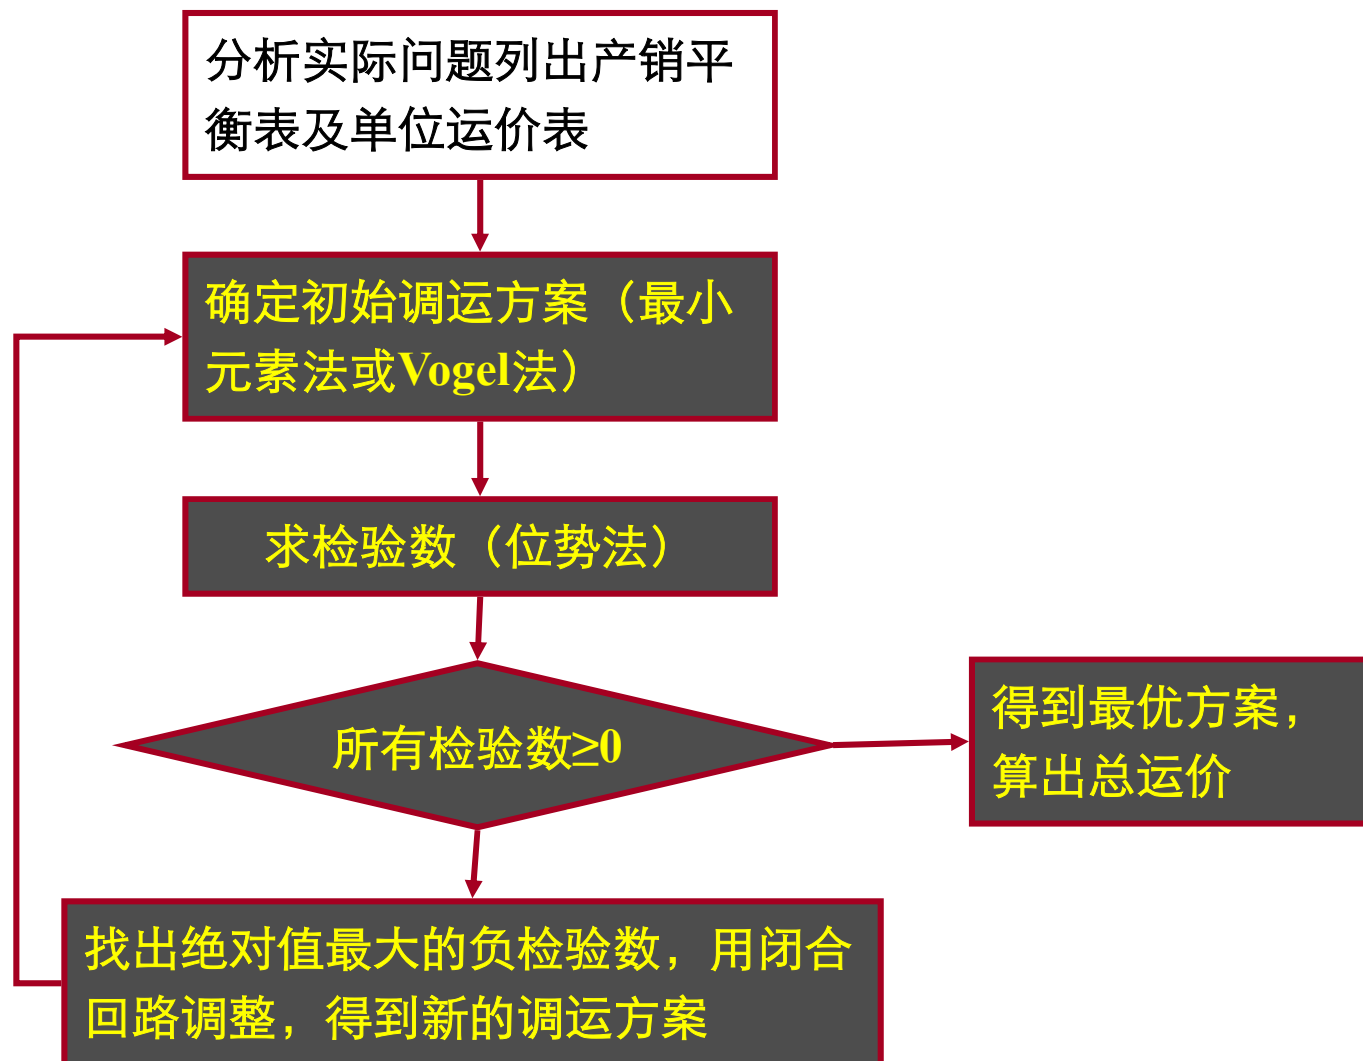 分析实际问题列出产销平
衡表及单位运价表
确定初始调运方案（最小
元素法或Vogel法）
求检验数（位势法）
所有检验数≥0
得到最优方案，
算出总运价
找出绝对值最大的负检验数，用闭合
回路调整，得到新的调运方案